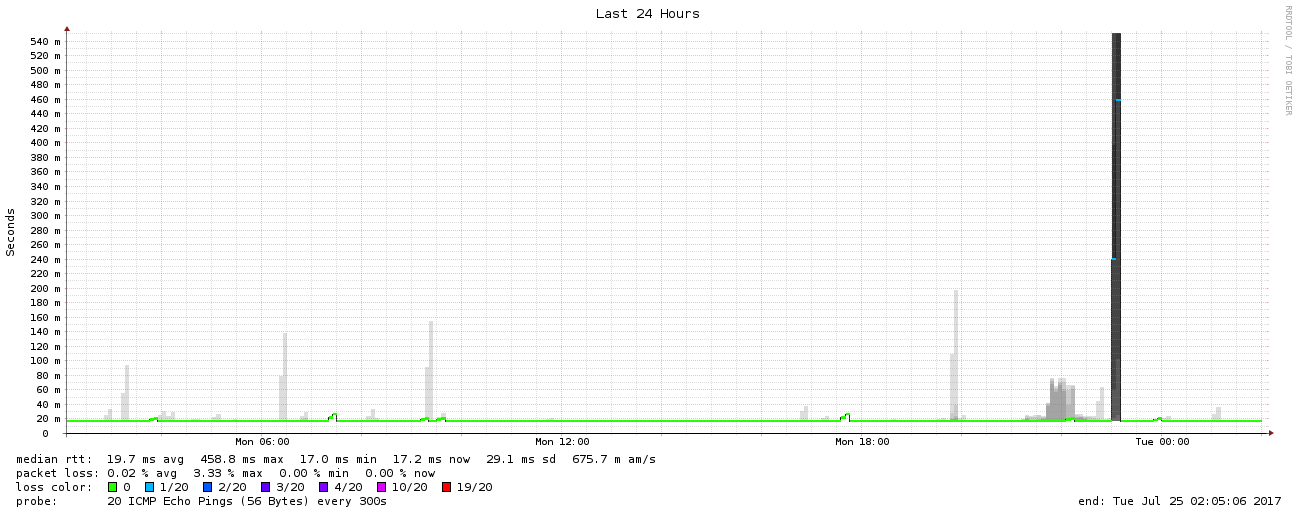 Last 24 Hours
RRDTOOL / TOBI OETIKER
Seconds
540 m
520 m
500 m
480 m
460 m
440 m
420 m
400 m
380 m
360 m
340 m
320 m
300 m
280 m
260 m
240 m
220 m
200 m
180 m
160 m
140 m
120 m
100 m
80 m
60 m
40 m
20 m
0
Mon 06:00 Mon 12:00 Mon 18:00 Tue 00:00
median rtt: 19.7 ms avg 458.8 ms max 17.0 ms min 17.2 ms now 29.1 ms sd 675.7 m am/s
packet loss: 0.02 % avg 3.33 % max 0.00 % min 0.00 % now
loss color: 0 1/20 2/20 3/20 4/20 10/20 19/20
probe: 20 ICMP Echo Pings (56 Bytes) every 300s end: Tue Jul 25 02:05:06 2017